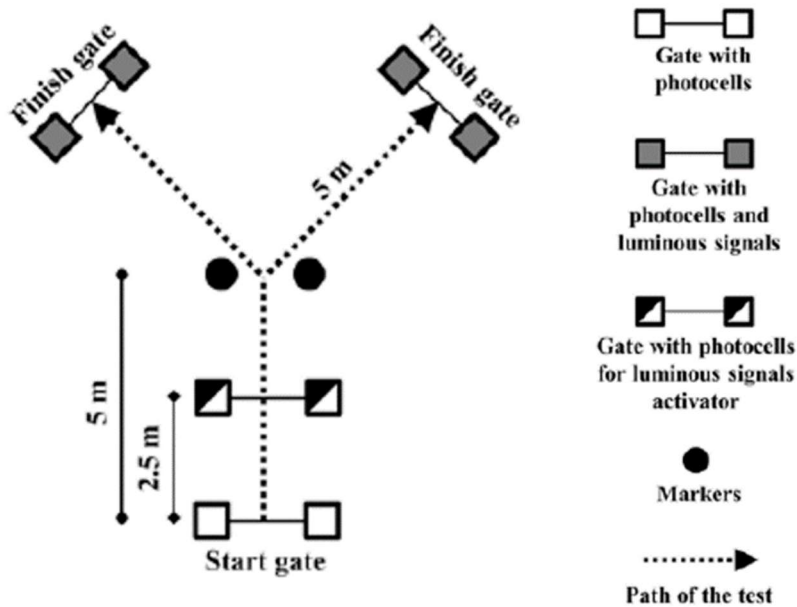 Finish gate
Finish gate
5 m
5 m
2.5 m
Start gate
Gate with
photocells
Gate with
photocells and
luminous signals
Gate with photocells
for luminous signals
activator
Markers
Path of the test